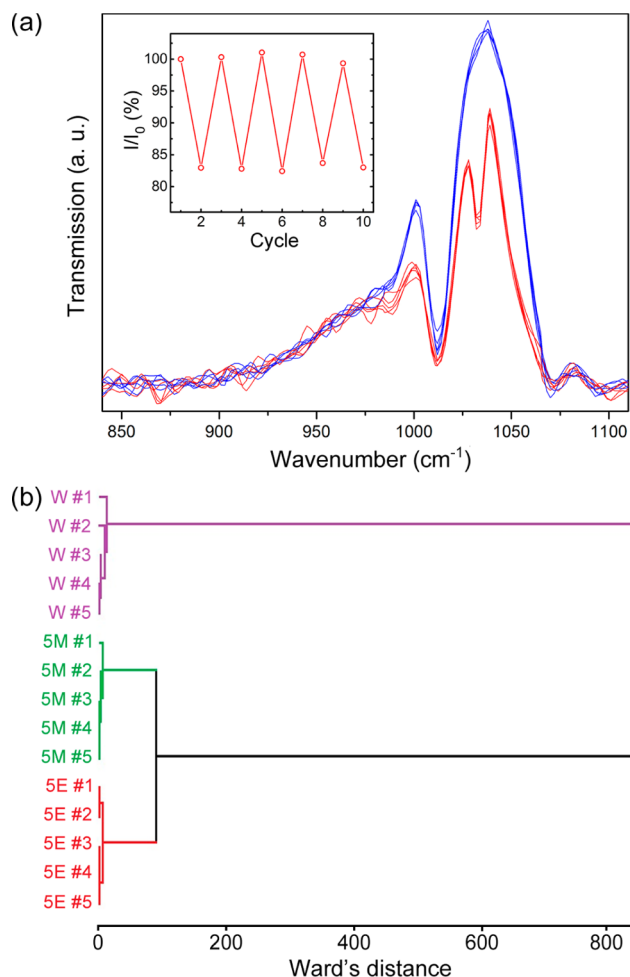 (a)
100
95
90
85
80
I/I₀ (%)
2 4 6 8 10
Cycle
Transmission (a. u.)
850 900 950 1000 1050 1100
Wavenumber (cm⁻¹)
(b)
W #1
W #2
W #3
W #4
W #5
5M #1
5M #2
5M #3
5M #4
5M #5
5E #1
5E #2
5E #3
5E #4
5E #5
0 200 400 600 800
Ward's distance